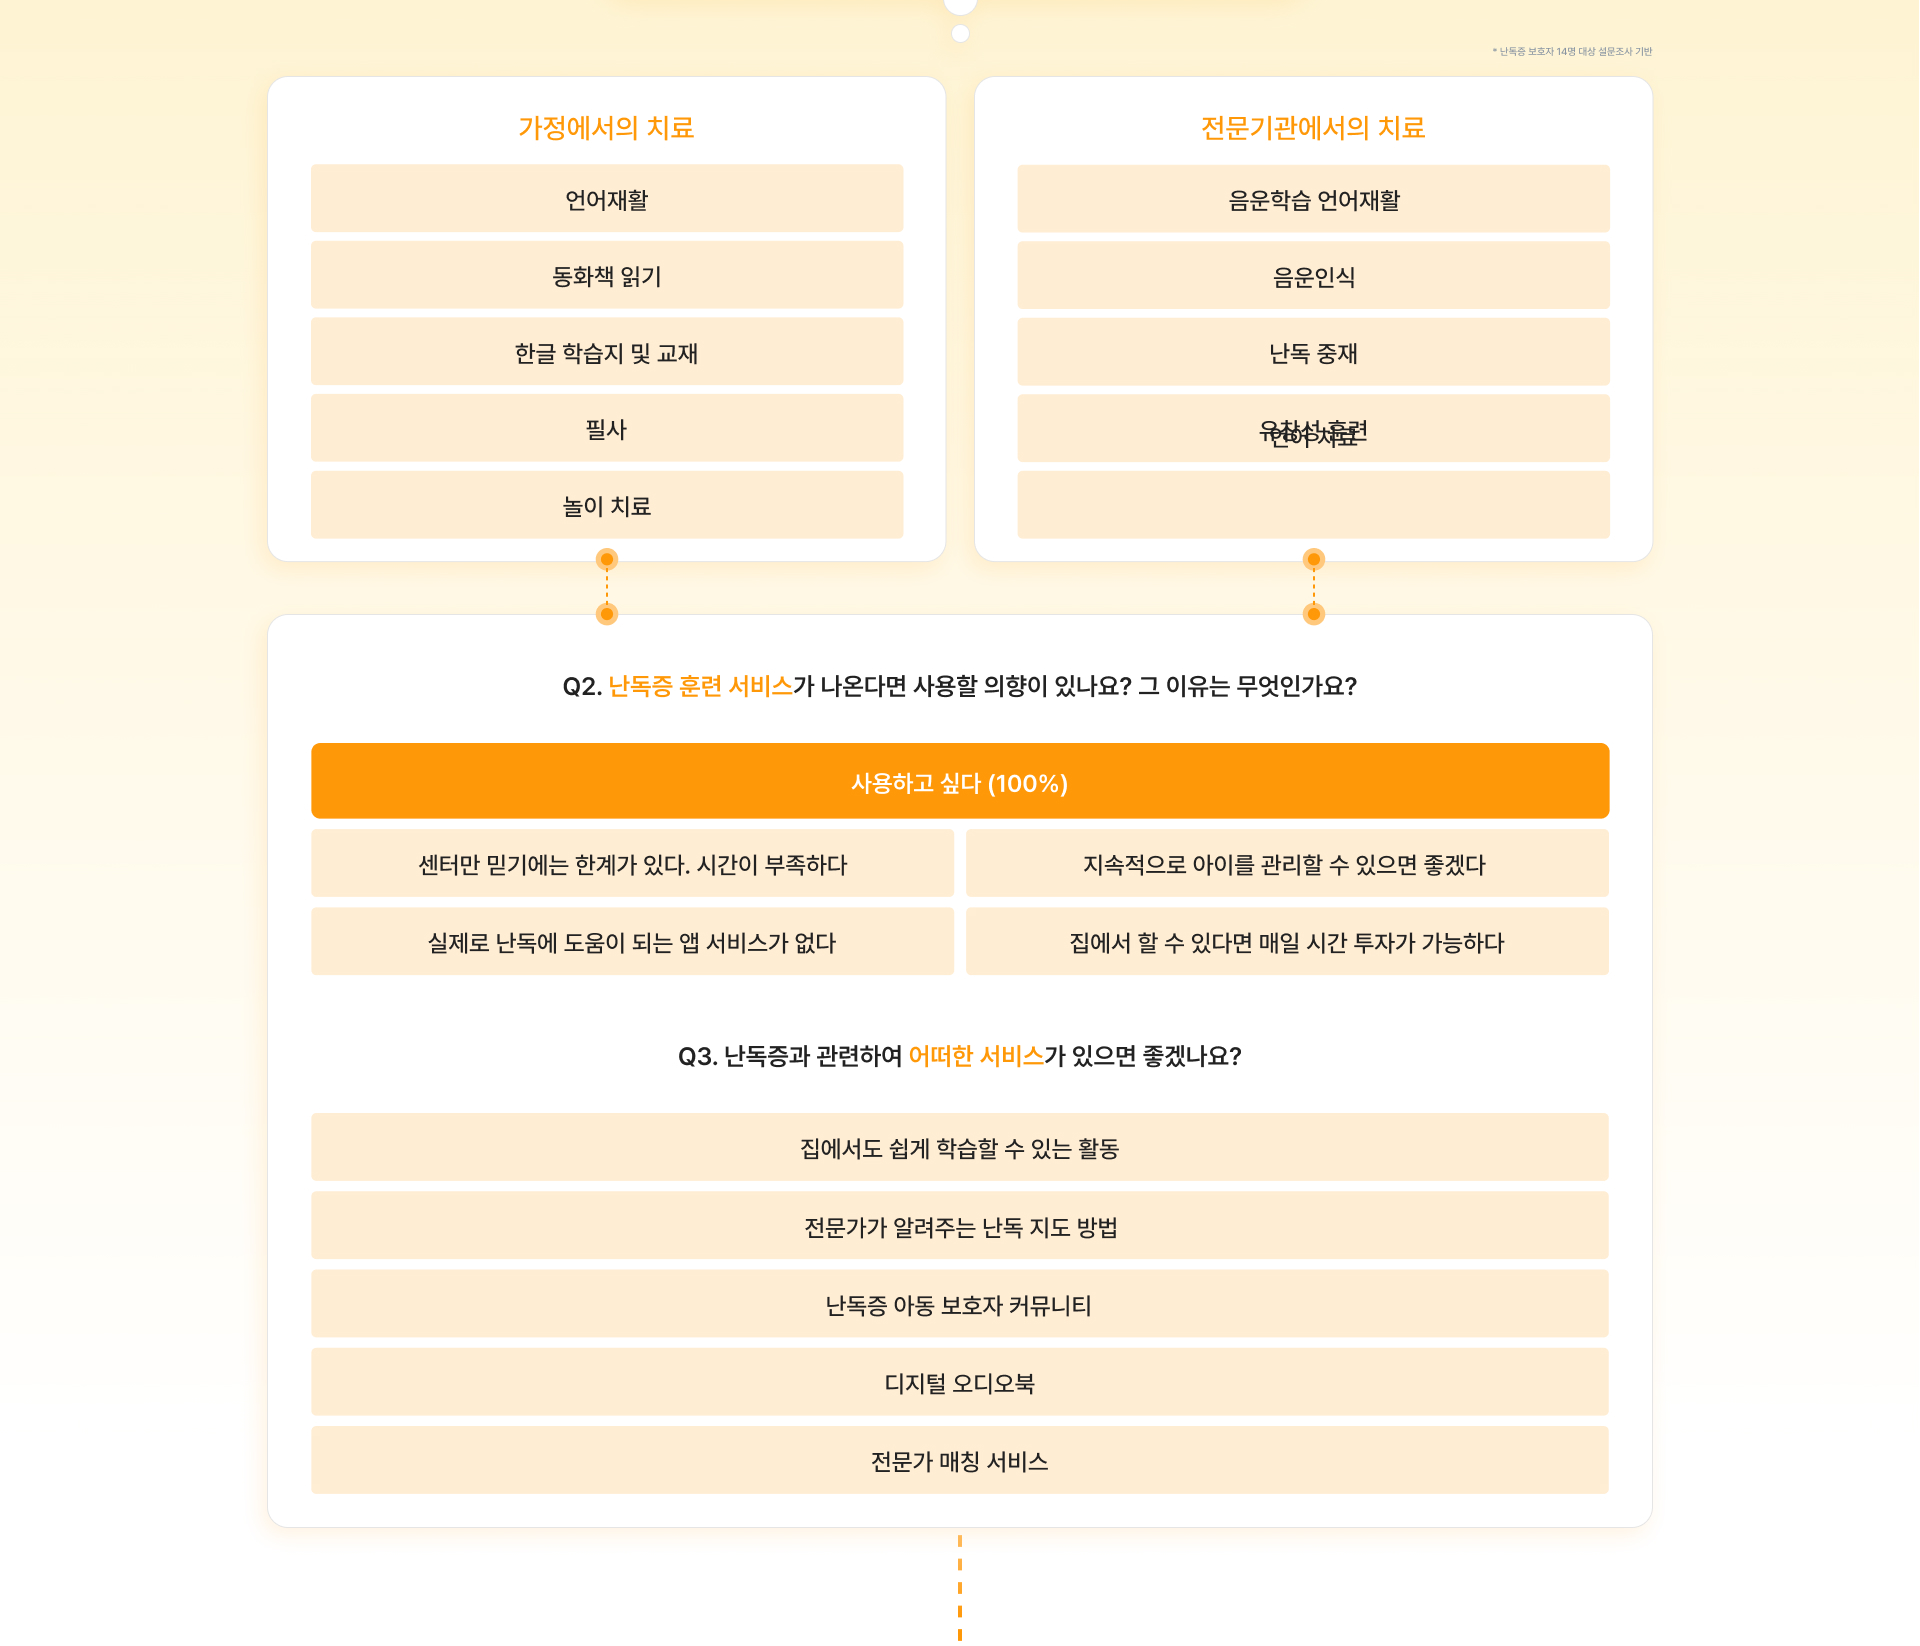 * 난독증 보호자 14명 대상 설문조사 기반
가정에서의 치료
언어재활
동화책 읽기
한글 학습지 및 교재
필사
놀이 치료
전문기관에서의 치료
음운학습 언어재활
음운인식
난독 중재
유창성 훈련
언어 치료
Q2. 난독증 훈련 서비스가 나온다면 사용할 의향이 있나요? 그 이유는 무엇인가요?
사용하고 싶다 (100%)
센터만 믿기에는 한계가 있다. 시간이 부족하다
지속적으로 아이를 관리할 수 있으면 좋겠다
실제로 난독에 도움이 되는 앱 서비스가 없다
집에서 할 수 있다면 매일 시간 투자가 가능하다
Q3. 난독증과 관련하여 어떠한 서비스가 있으면 좋겠나요?
집에서도 쉽게 학습할 수 있는 활동
전문가가 알려주는 난독 지도 방법
난독증 아동 보호자 커뮤니티
디지털 오디오북
전문가 매칭 서비스